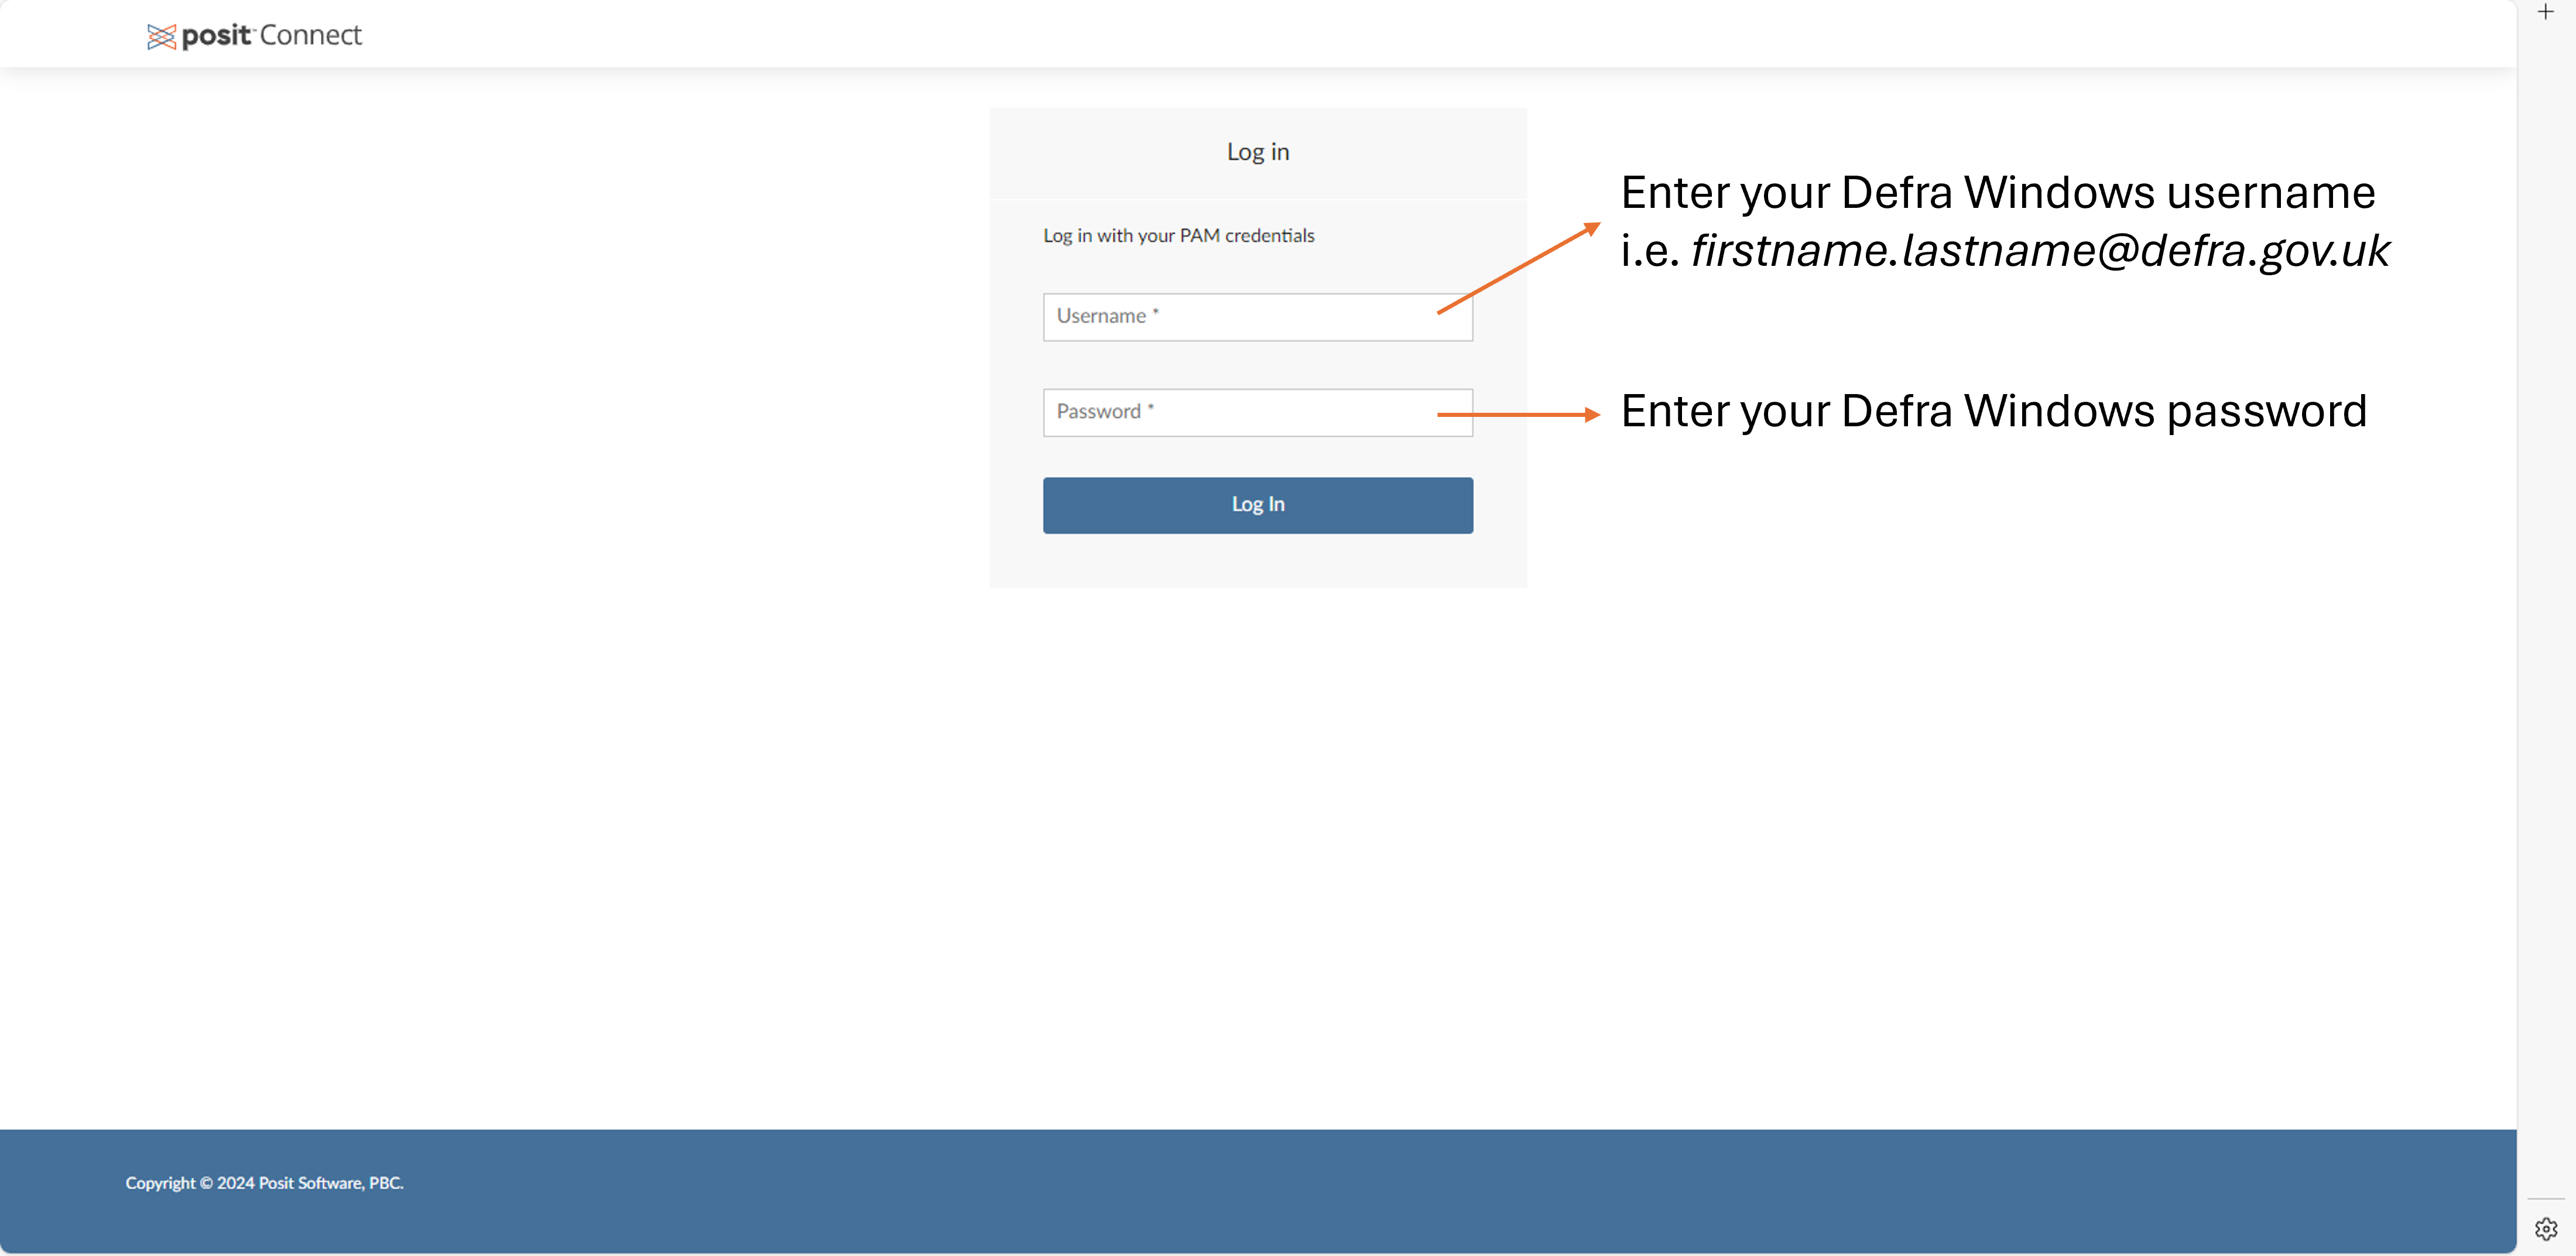 posit Connect
Log in
Log in with your PAM credentials
Username *
Password *
Log In
Enter your Defra Windows username
i.e. firstname.lastname@defra.gov.uk
Enter your Defra Windows password
Copyright © 2024 Posit Software, PBC.